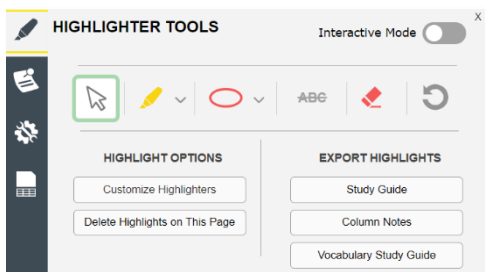 HIGHLIGHTER TOOLS
Interactive Mode
X
ABC
HIGHLIGHT OPTIONS
Customize Highlighters
Delete Highlights on This Page
EXPORT HIGHLIGHTS
Study Guide
Column Notes
Vocabulary Study Guide